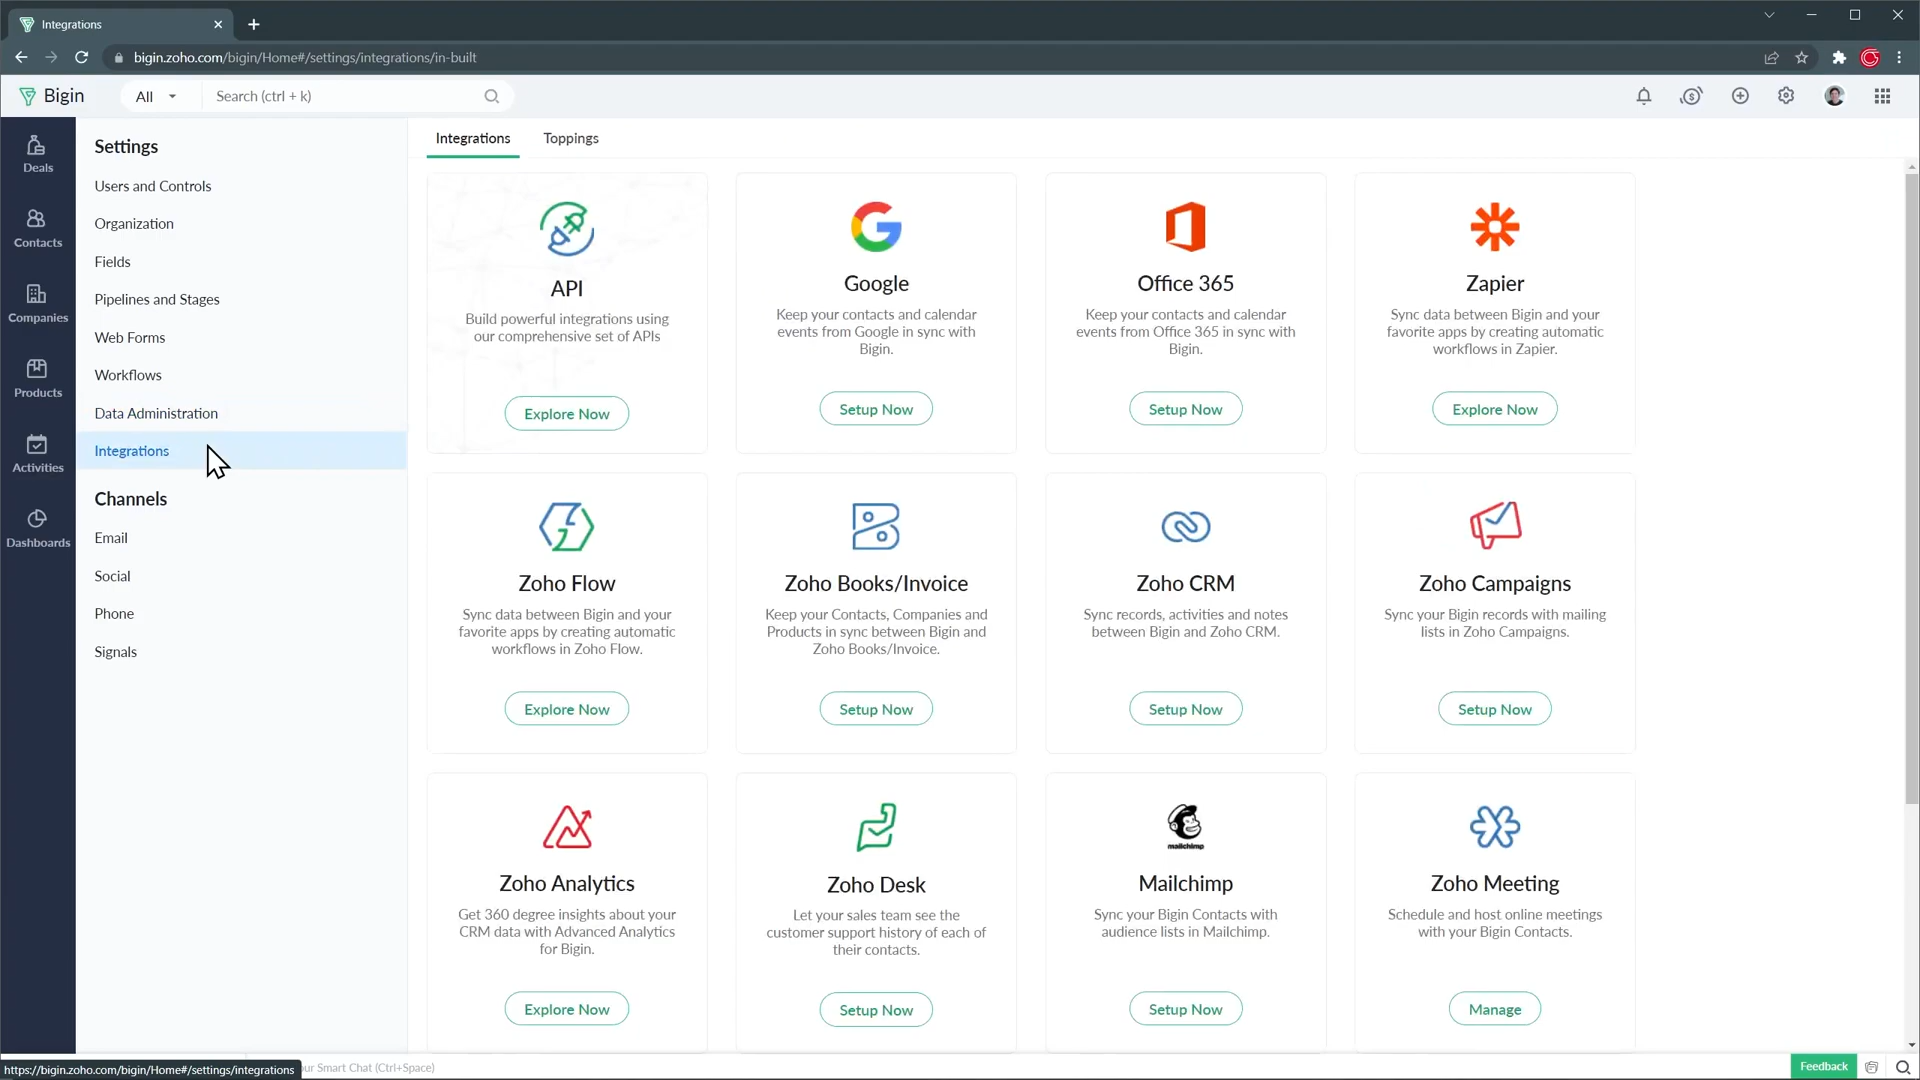 Integrations
bigin.zoho.com/bigin/Home#/settings/integrations/in-built
Bigin
All
Search (ctrl + k)
Deals
Contacts
Companies
Products
Activities
Dashboards
Settings
Users and Controls
Organization
Fields
Pipelines and Stages
Web Forms
Workflows
Data Administration
Integrations
Channels
Email
Social
Phone
Signals
Integrations
Toppings
API
Build powerful integrations using
our comprehensive set of APIs
Explore Now
Google
Keep your contacts and calendar
events from Google in sync with
Bigin.
Setup Now
Office 365
Keep your contacts and calendar
events from Office 365 in sync with
Bigin.
Setup Now
Zapier
Sync data between Bigin and your
favorite apps by creating automatic
workflows in Zapier.
Explore Now
Zoho Flow
Sync data between Bigin and your
favorite apps by creating automatic
workflows in Zoho Flow.
Explore Now
Zoho Books/Invoice
Keep your Contacts, Companies and
Products in sync between Bigin and
Zoho Books/Invoice.
Setup Now
Zoho CRM
Sync records, activities and notes
between Bigin and Zoho CRM.
Setup Now
Zoho Campaigns
Sync your Bigin records with mailing
lists in Zoho Campaigns.
Setup Now
Zoho Analytics
Get 360 degree insights about your
CRM data with Advanced Analytics
for Bigin.
Explore Now
Zoho Desk
Let your sales team see the
customer support history of each of
their contacts.
Setup Now
mailchimp
Mailchimp
Sync your Bigin Contacts with
audience lists in Mailchimp.
Setup Now
Zoho Meeting
Schedule and host online meetings
with your Bigin Contacts.
Manage
https://bigin.zoho.com/bigin/Home#/settings/integrations
our Smart Chat (Ctrl+Space)
Feedback